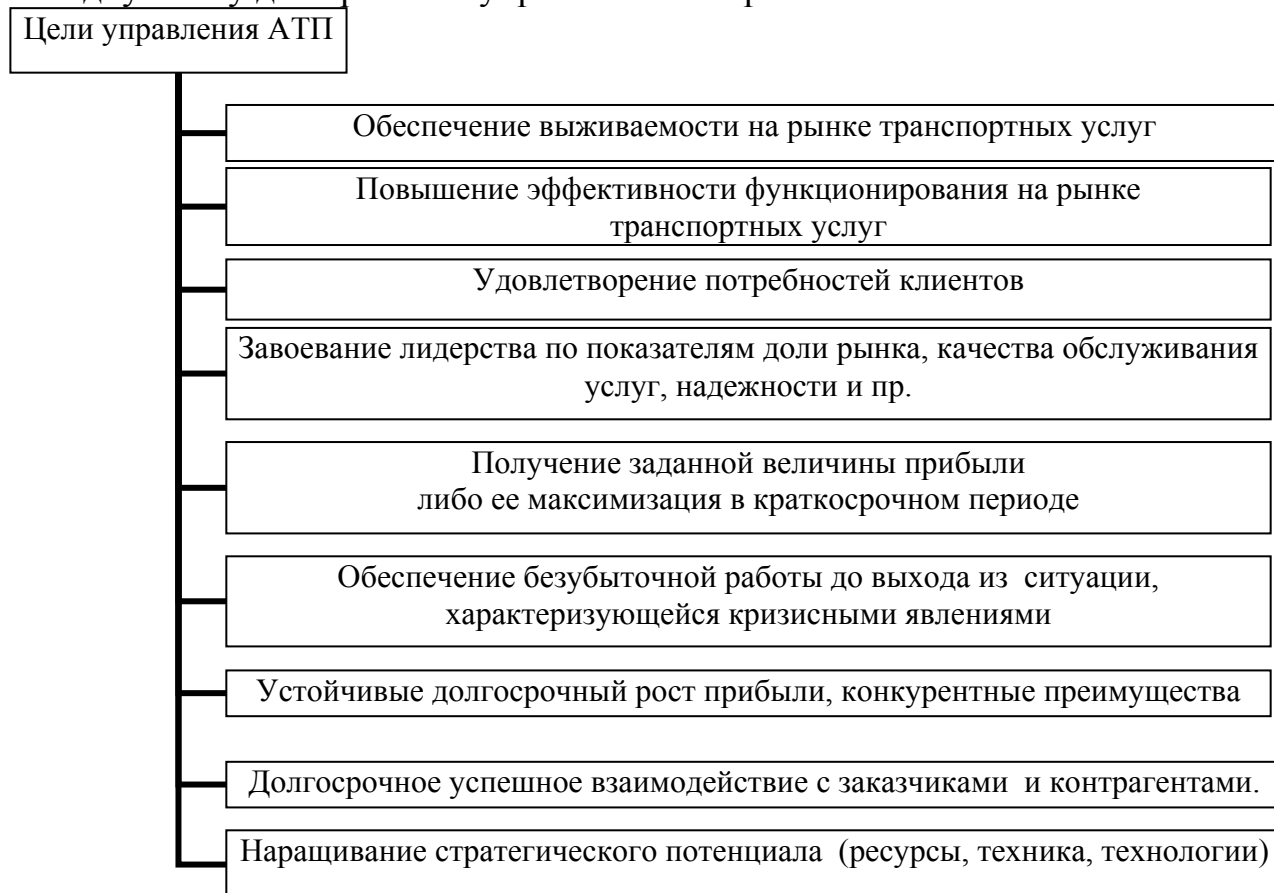 Цели управления АТП
Обеспечение выживаемости на рынке транспортных услуг
Повышение эффективности функционирования на рынке
транспортных услуг
Удовлетворение потребностей клиентов
Завоевание лидерства по показателям доли рынка, качества обслуживания
услуг, надежности и пр.
Получение заданной величины прибыли
либо ее максимизация в краткосрочном периоде
Обеспечение безубыточной работы до выхода из ситуации,
характеризующейся кризисными явлениями
Устойчивые долгосрочный рост прибыли, конкурентные преимущества
Долгосрочное успешное взаимодействие с заказчиками и контрагентами.
Наращивание стратегического потенциала (ресурсы, техника, технологии)